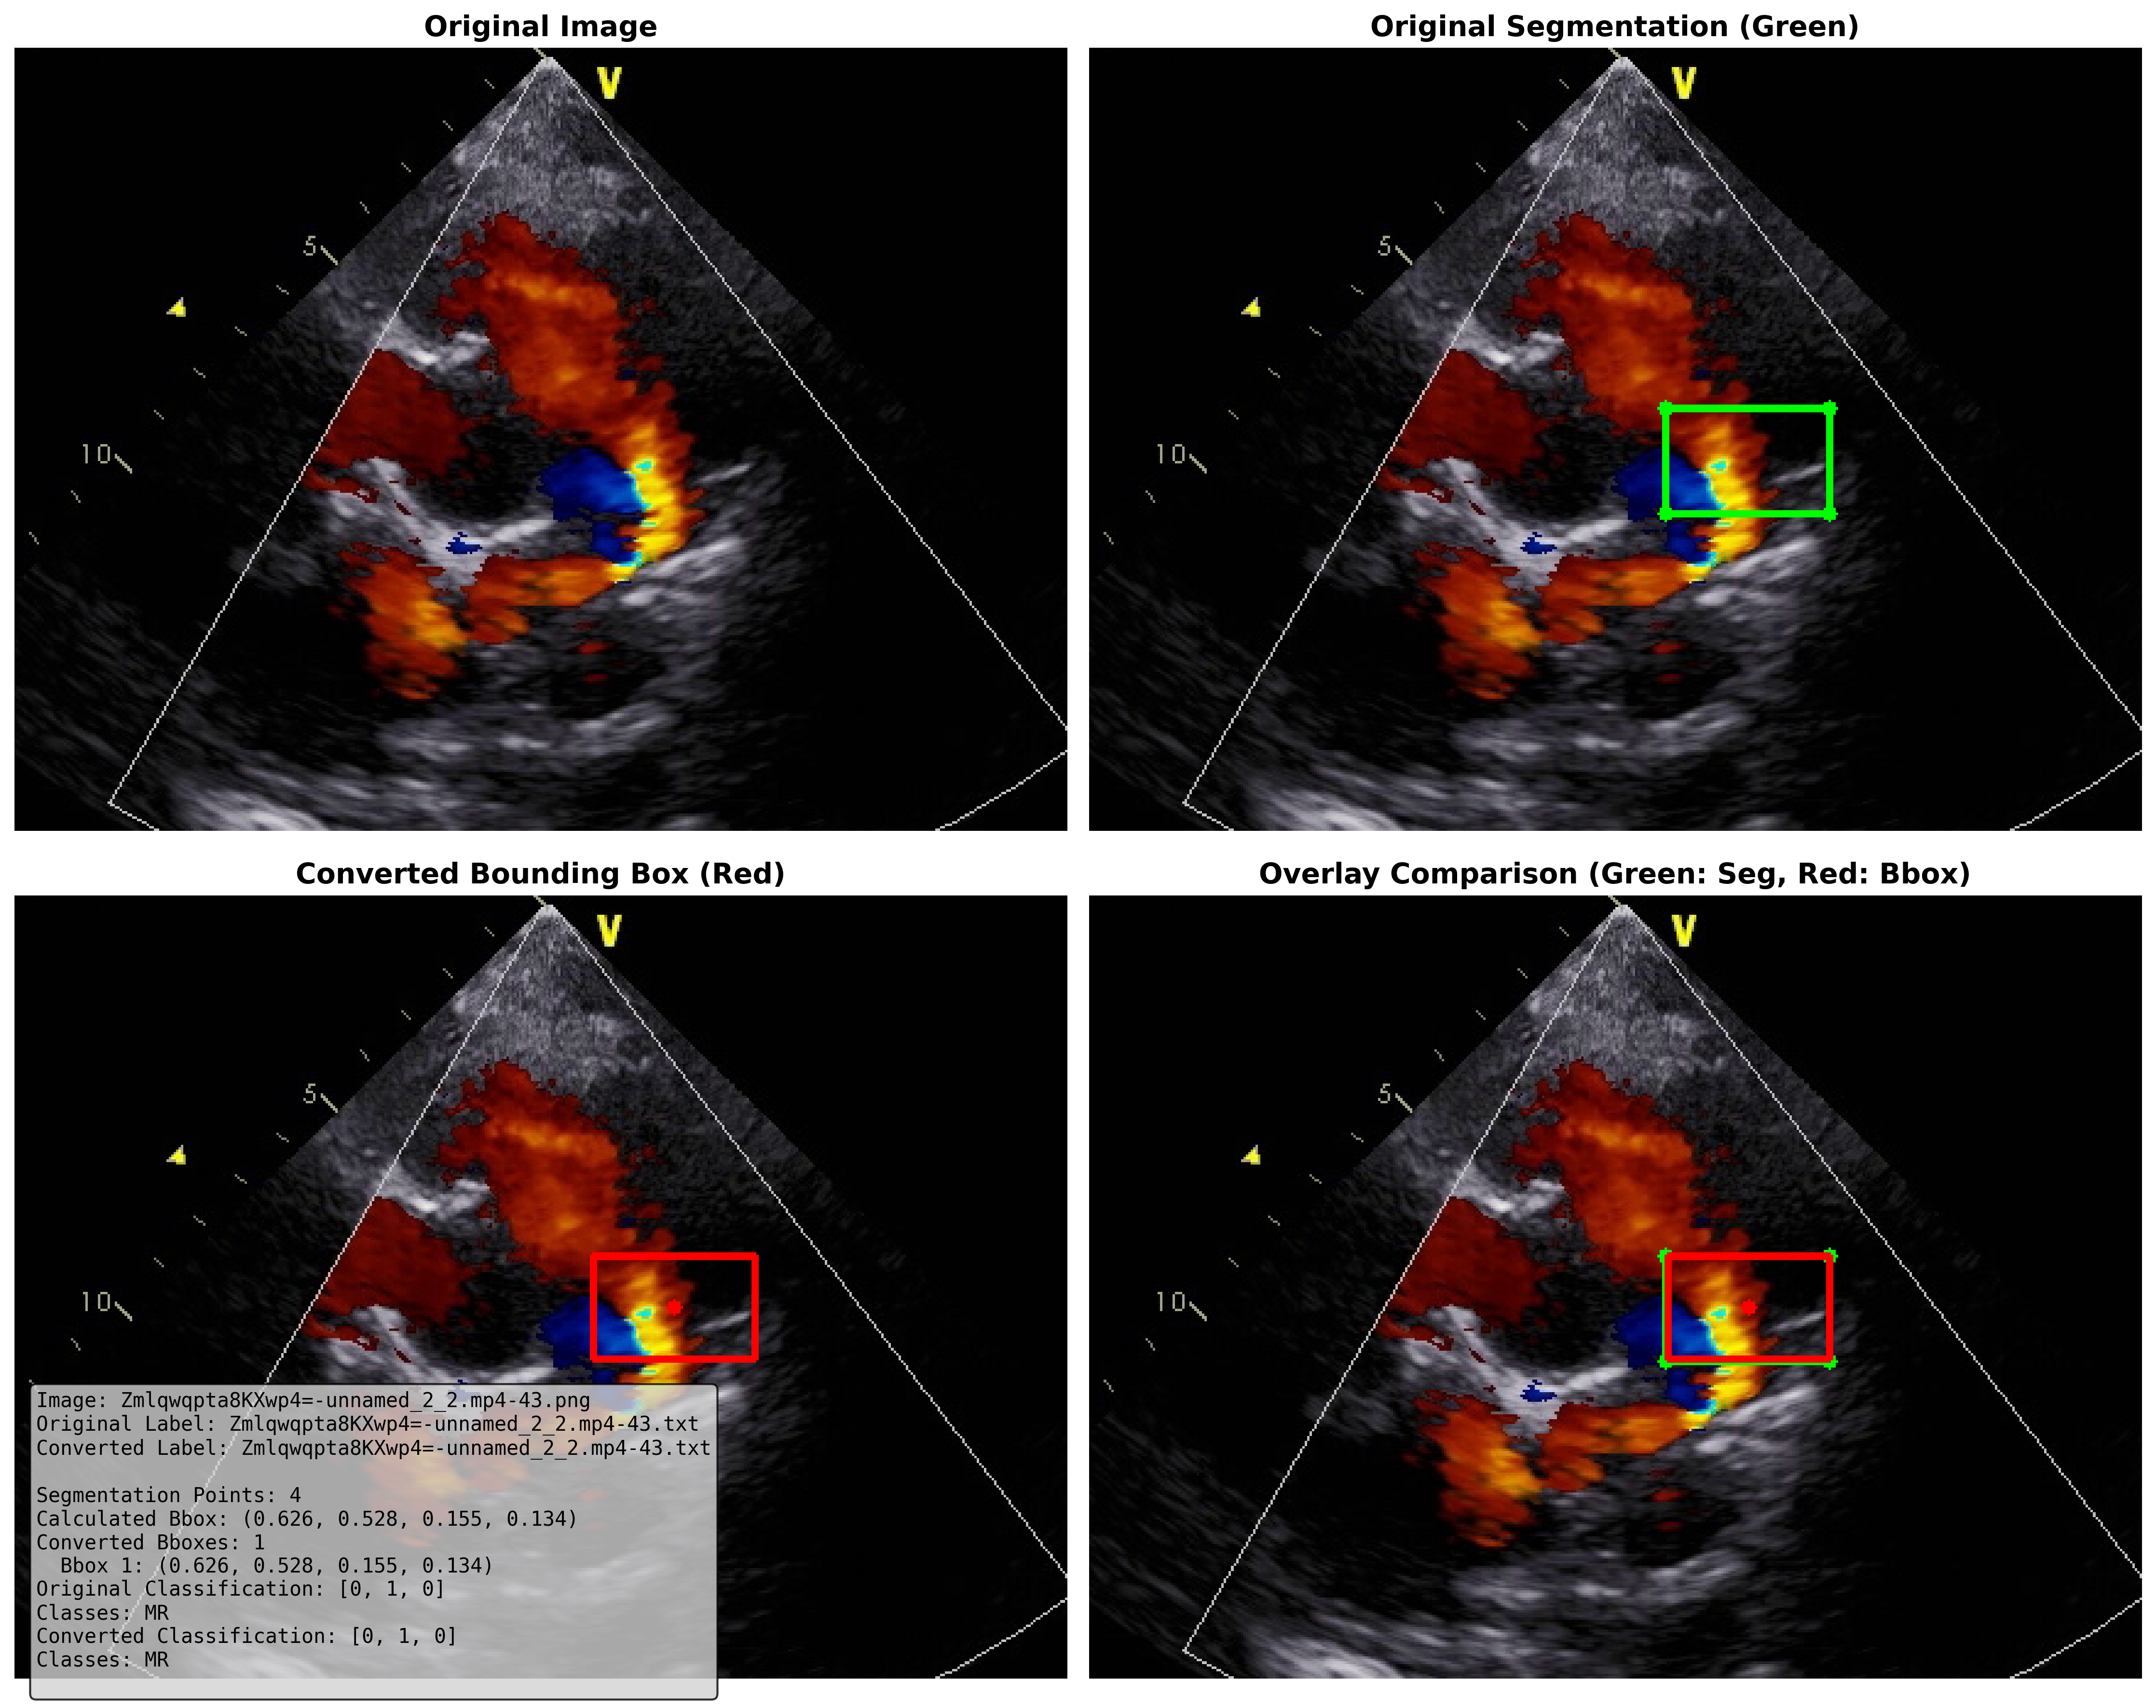 Original Image
Original Segmentation (Green)
V
5
10
V
5
10
Converted Bounding Box (Red)
Overlay Comparison (Green: Seg, Red: Bbox)
V
5
10
V
5
10
Image: Zmlqwqpta8KXwp4=-unnamed_2_2.mp4-43.png
Original Label: Zmlqwqpta8KXwp4=-unnamed_2_2.mp4-43.txt
Converted Label: Zmlqwqpta8KXwp4=-unnamed_2_2.mp4-43.txt
Segmentation Points: 4
Calculated Bbox: (0.626, 0.528, 0.155, 0.134)
Converted Bboxes: 1
Bbox 1: (0.626, 0.528, 0.155, 0.134)
Original Classification: [0, 1, 0]
Classes: MR
Converted Classification: [0, 1, 0]
Classes: MR